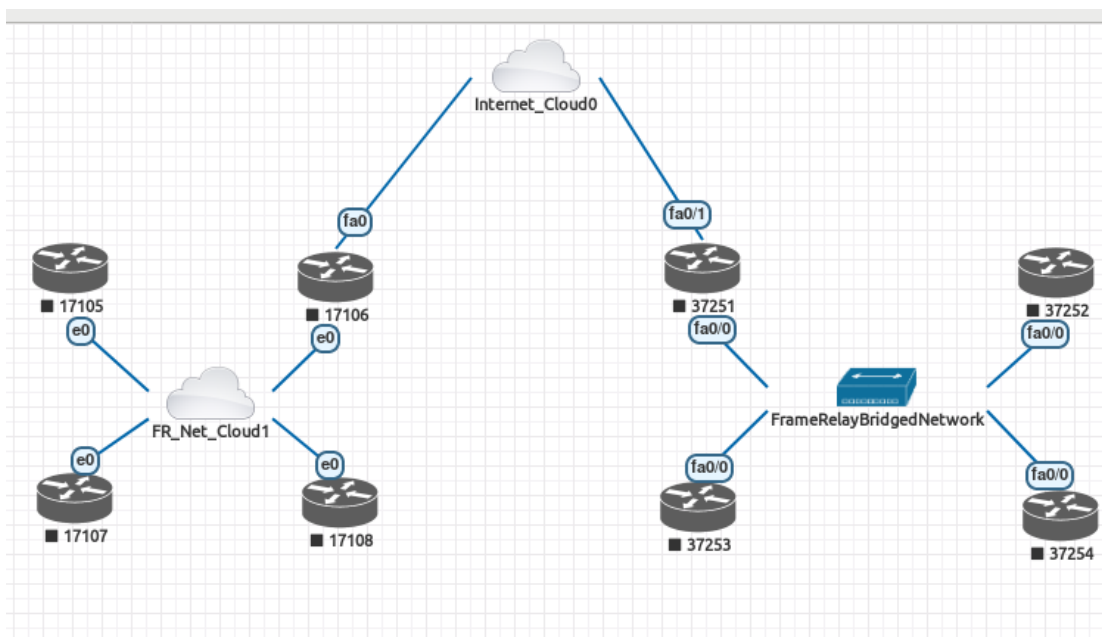 Internet_Cloud0
fa0
fa0/1
17105
17106
37251
37252
e0
e0
fa0/0
fa0/0
FR_Net_Cloud1
FrameRelayBridgedNetwork
e0
e0
fa0/0
fa0/0
17107
17108
37253
37254